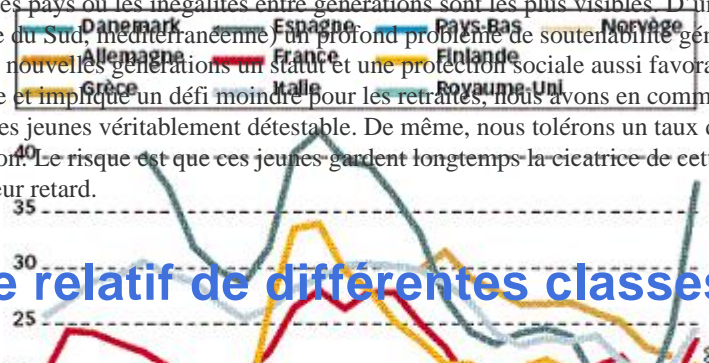 es pays où les inégalités entre générations sont les plus visibles. D'un
Danemark Espagne Pays-Bas Norvège
e du Sud, méditerranéenne) un profond problème de soutenabilité gén
Allemagne France Finlande
nouvelles générations un statut et une protection sociale aussi favora
Grèce Italie Royaume-Uni
e et implique un défi moindre pour les retraités, nous avons en comm
es jeunes véritablement détestable. De même, nous tolérons un taux d
on. Le risque est que ces jeunes gardent longtemps la cicatrice de cet
40
eur retard.
35
30
e relatif de différentes classes
25